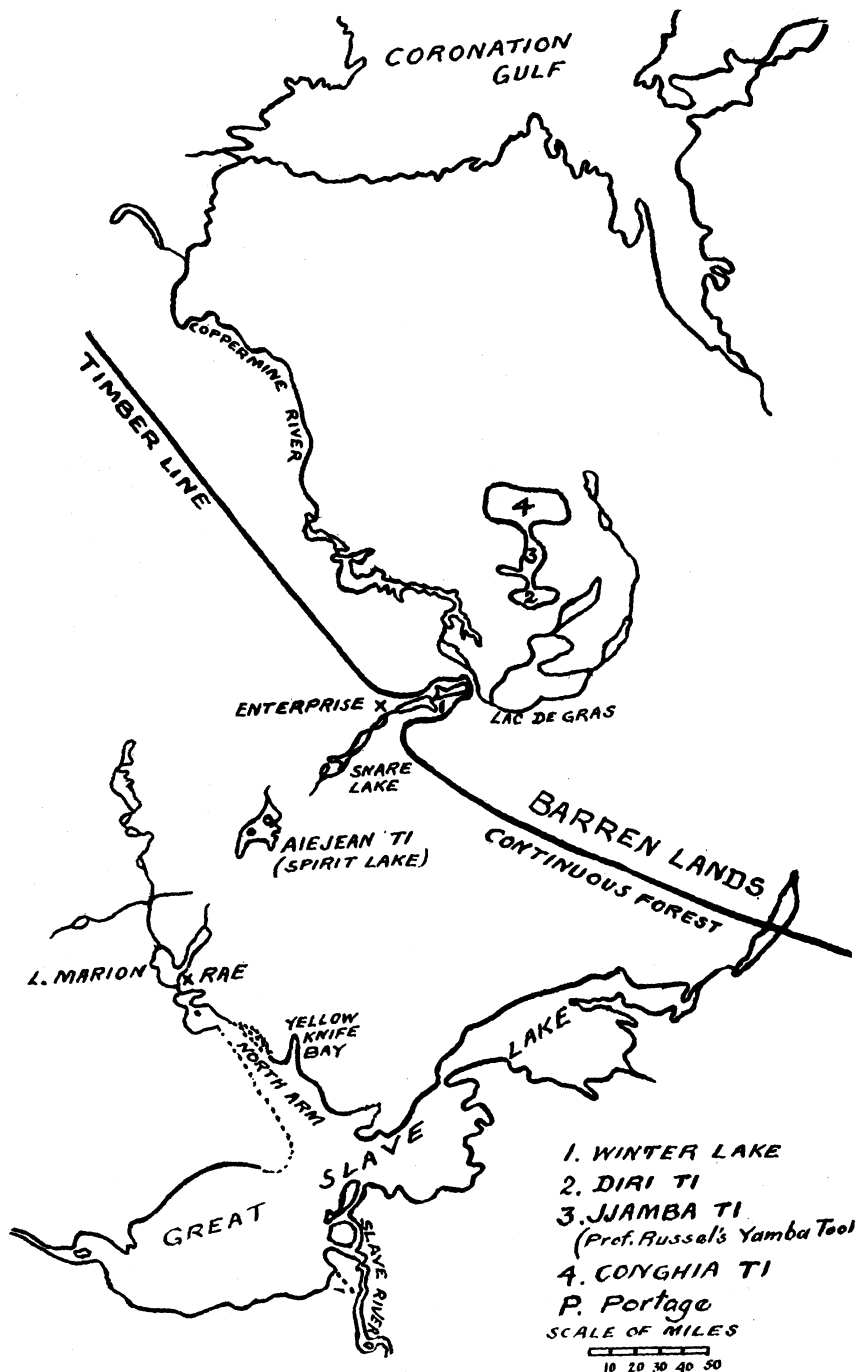 CORONATION
GULF
COPPERMINE RIVER
TIMBER LINE
4
3
2
1
ENTERPRISE X
LAC DE GRAS
SNARE
LAKE
AIEJEAN TI
(SPIRIT LAKE)
BARREN LANDS
CONTINUOUS FOREST
L. MARION
X RAE
YELLOW
KNIFE
BAY
NORTH ARM
GREAT SLAVE LAKE
SLAVE RIVER
1. WINTER LAKE
2. DIRI TI
3. JJAMBA TI
(Prof. Russel's Yamba Tool
4. CONGHIA TI
P. Portage
SCALE OF MILES
10 20 30 40 50